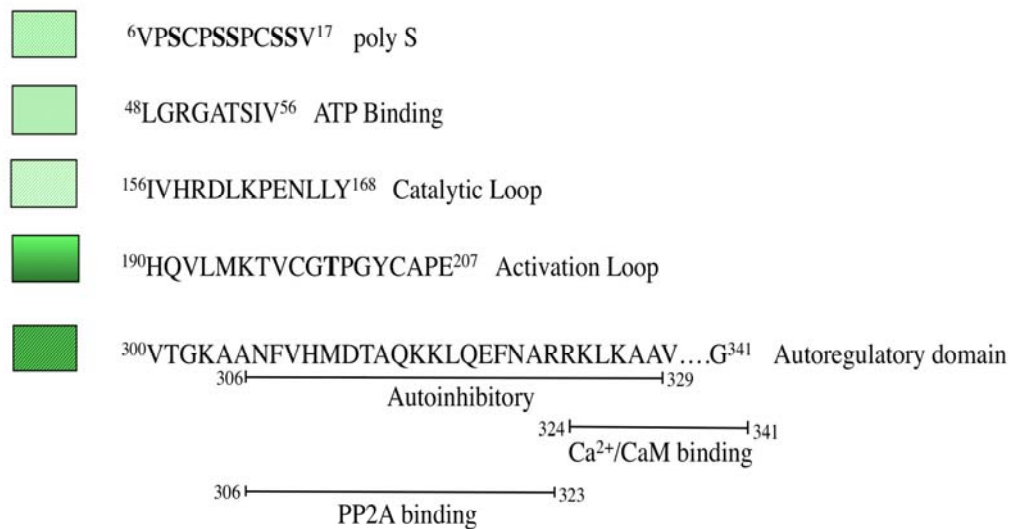 ⁶VPSCPSSPCSSV¹⁷ poly S
⁴⁸LGRGATSIV⁵⁶ ATP Binding
¹⁵⁶IVHRDLKPENLLY¹⁶⁸ Catalytic Loop
¹⁹⁰HQVLMKTVCGTPGYCAPE²⁰⁷ Activation Loop
³⁰⁰VTGKAANFVHMDTAQKKLQEFNARRKLKAAV....G³⁴¹ Autoregulatory domain
306 329
Autoinhibitory
324 341
Ca²⁺/CaM binding
306 323
PP2A binding